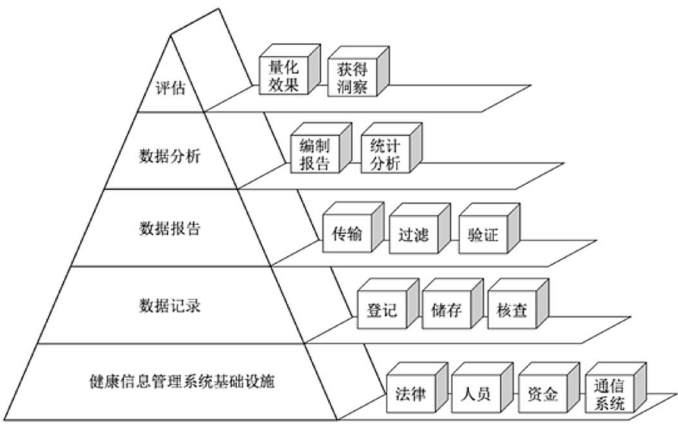 评估
量化
效果
获得
洞察
数据分析
编制
报告
统计
分析
数据报告
传输
过滤
验证
数据记录
登记
储存
核查
健康信息管理系统基础设施
法律
人员
资金
通信
系统